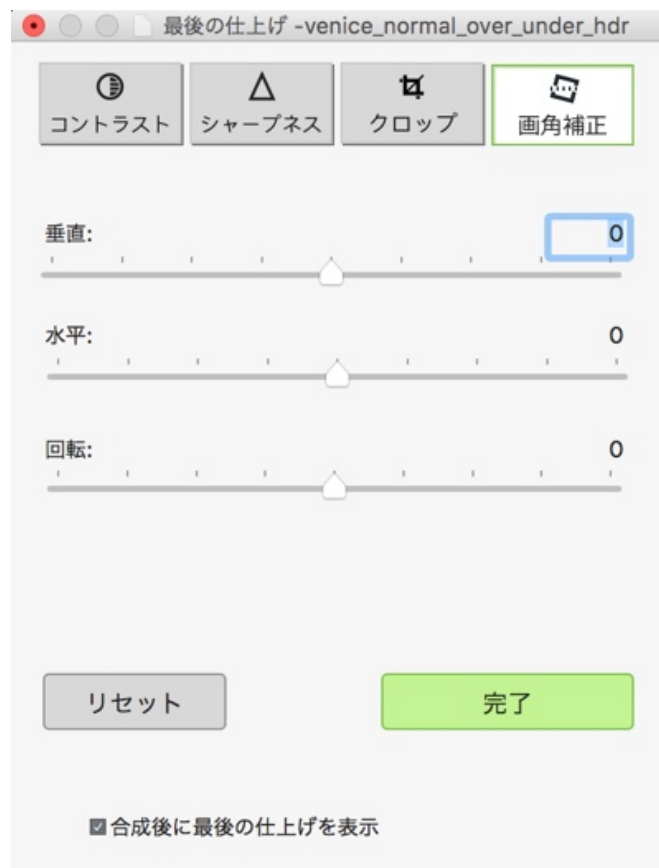 最後の仕上げ -venice_normal_over_under_hdr
コントラスト シャープネス クロップ 画角補正
垂直: 0
水平: 0
回転: 0
リセット 完了
合成後に最後の仕上げを表示